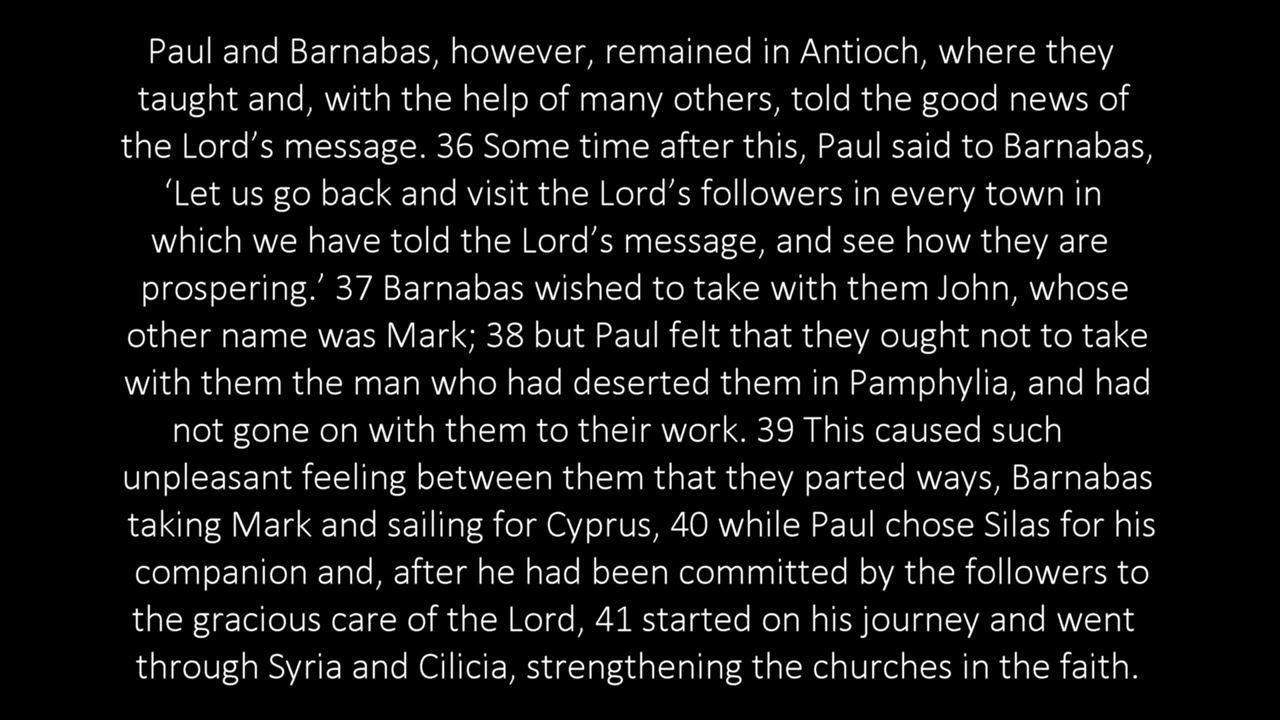 Paul and Barnabas, however, remained in Antioch, where they
taught and, with the help of many others, told the good news of
the Lord’s message. 36 Some time after this, Paul said to Barnabas,
‘Let us go back and visit the Lord’s followers in every town in
which we have told the Lord’s message, and see how they are
prospering.’ 37 Barnabas wished to take with them John, whose
other name was Mark; 38 but Paul felt that they ought not to take
with them the man who had deserted them in Pamphylia, and had
not gone on with them to their work. 39 This caused such
unpleasant feeling between them that they parted ways, Barnabas
taking Mark and sailing for Cyprus, 40 while Paul chose Silas for his
companion and, after he had been committed by the followers to
the gracious care of the Lord, 41 started on his journey and went
through Syria and Cilicia, strengthening the churches in the faith.